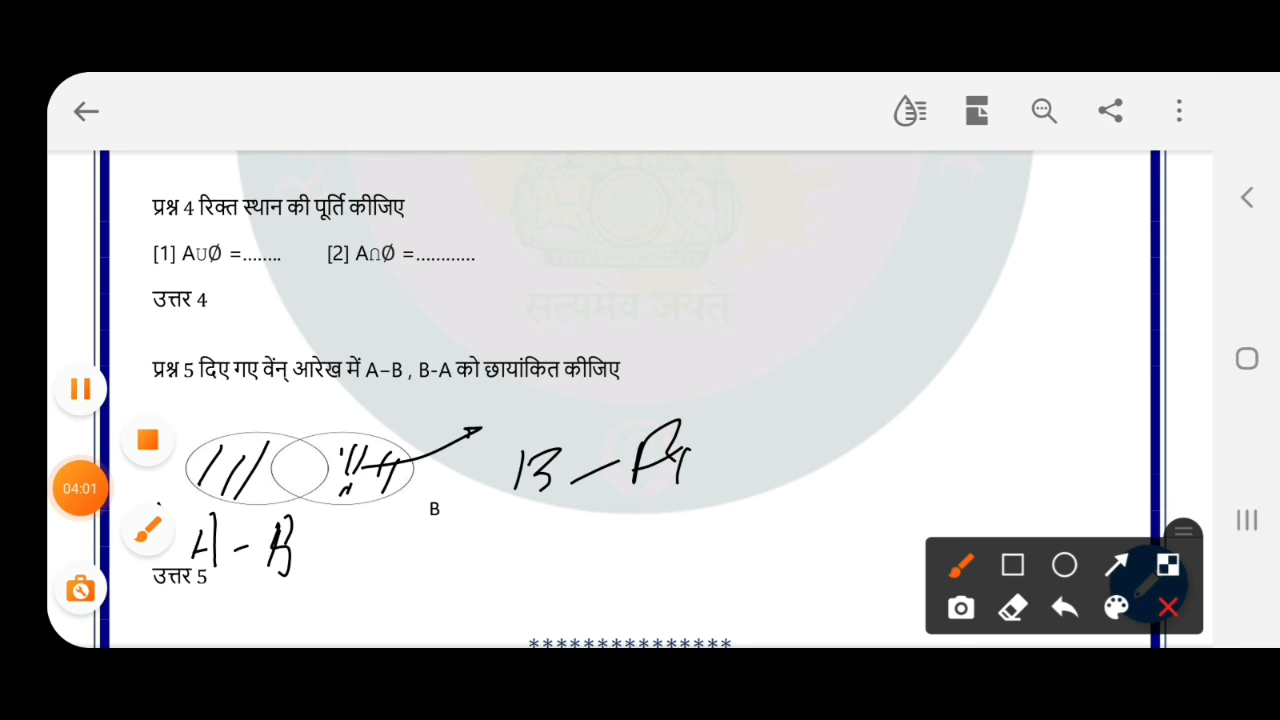 प्रश्न 4 रिक्त स्थान की पूर्ति कीजिए
[1] A∪Ø =........ [2] A∩Ø =............
सत्यमेव जयते
उत्तर 4
प्रश्न 5 दिए गए वेंन् आरेख में A–B , B-A को छायांकित कीजिए
B – A
04:01
B
A - B
उत्तर 5
***************